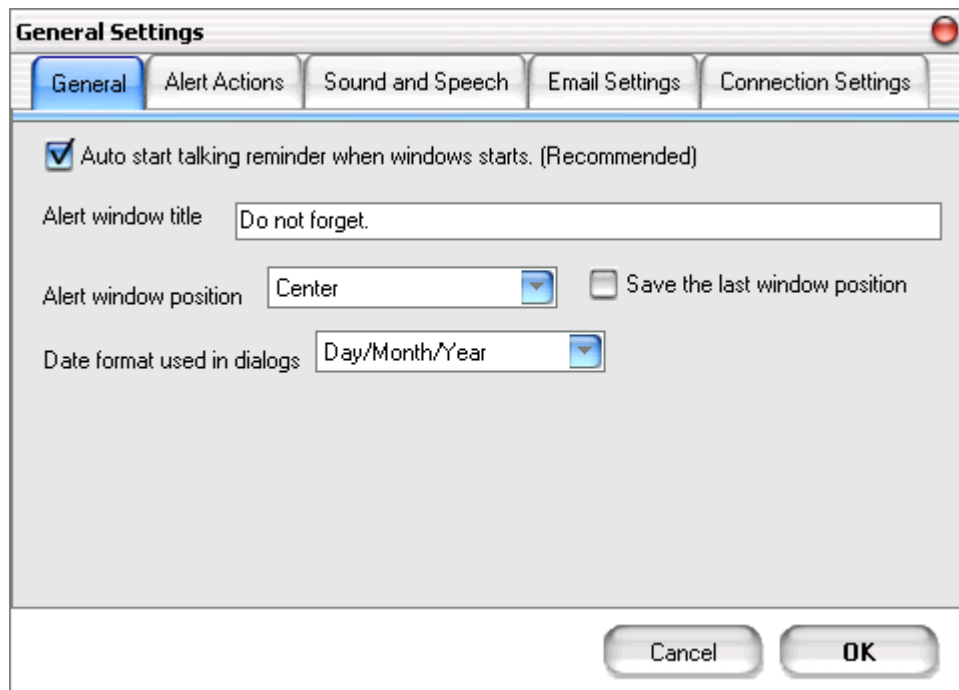 General Settings
General Alert Actions Sound and Speech Email Settings Connection Settings
Auto start talking reminder when windows starts. (Recommended)
Alert window title Do not forget.
Alert window position Center Save the last window position
Date format used in dialogs Day/Month/Year
Cancel OK